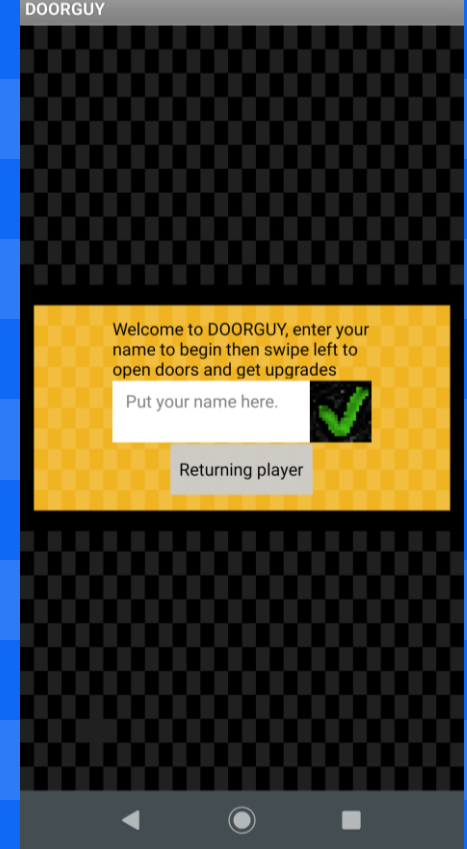 DOORGUY
Welcome to DOORGUY, enter your
name to begin then swipe left to
open doors and get upgrades
Put your name here.
Returning player